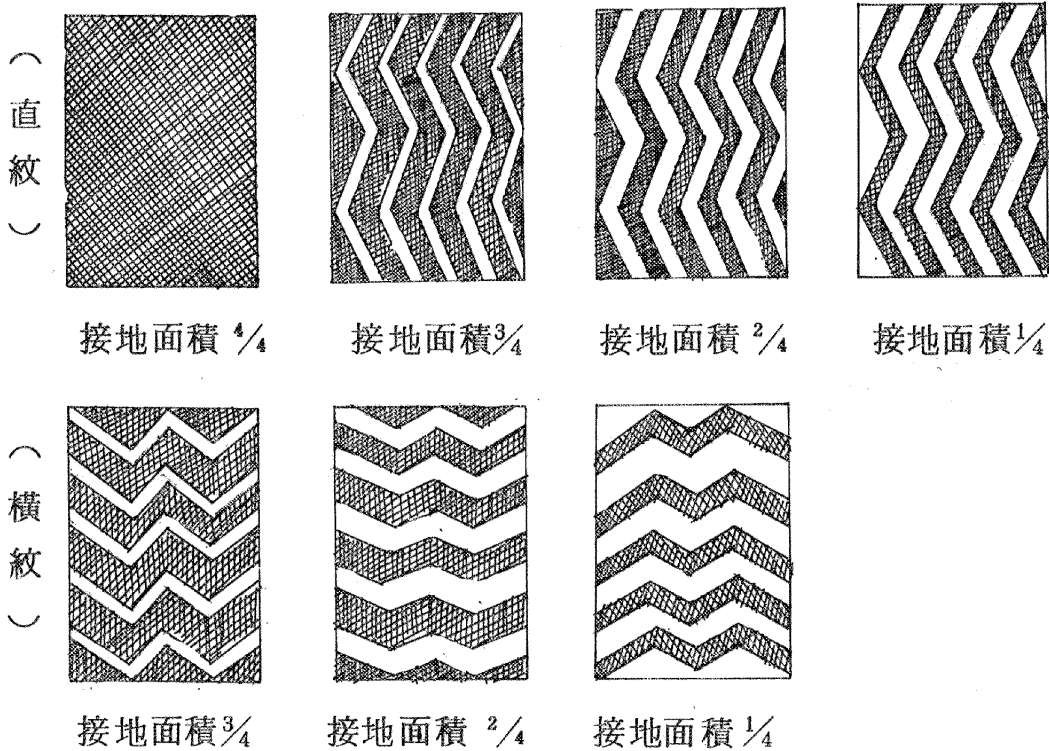 （直紋）
接地面積 4/4
接地面積3/4
接地面積 2/4
接地面積1/4
（橫紋）
接地面積3/4
接地面積 2/4
接地面積 1/4